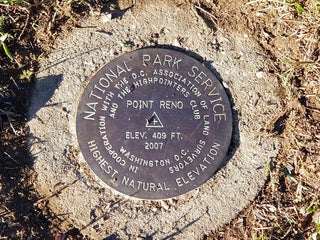 NATIONAL PARK SERVICE
IN COOPERATION WITH THE D.C. ASSOCIATION OF LAND SURVEYORS
AND THE HIGHPOINTERS CLUB
POINT RENO
ELEV. 409 FT.
2007
WASHINGTON D.C.
HIGHEST NATURAL ELEVATION